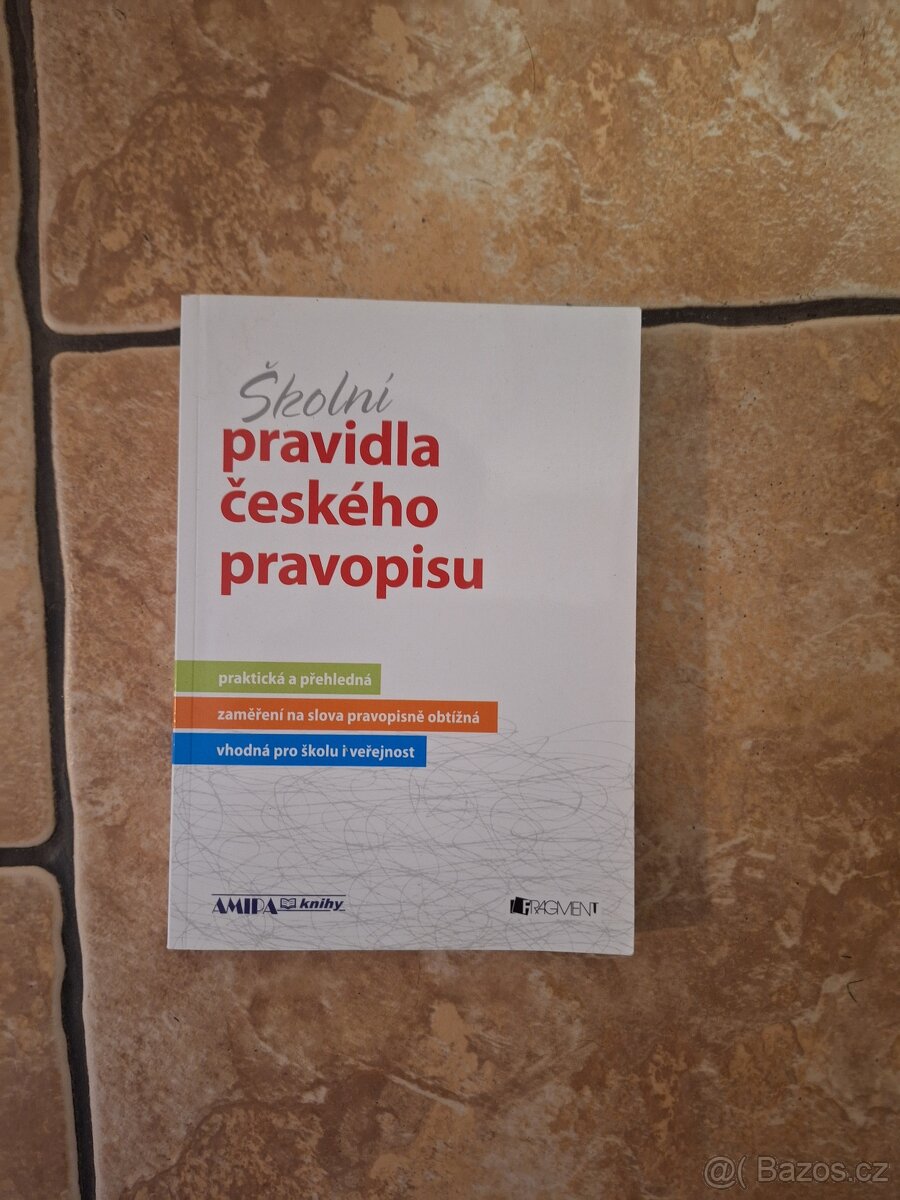 Školní
pravidla
českého
pravopisu
praktická a přehledná
zaměření na slova pravopisně obtížná
vhodná pro školu i veřejnost
AMIPA knihy
FRAGMENT
@( Bazos.cz